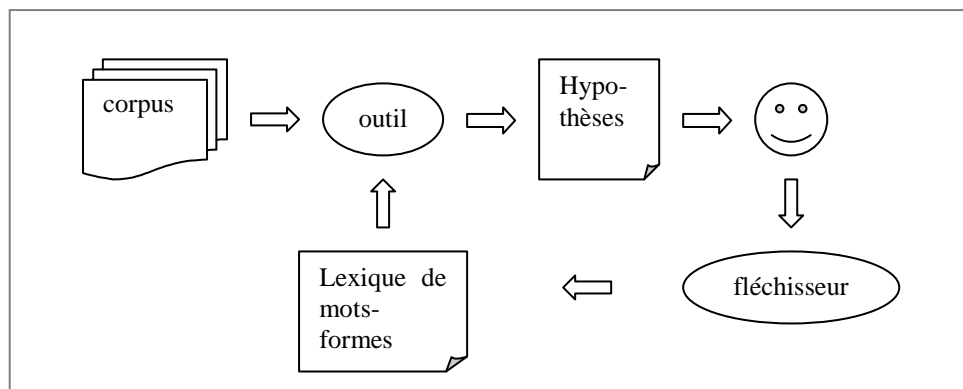 corpus
outil
Hypo-
thèses
Lexique de
mots-
formes
fléchisseur